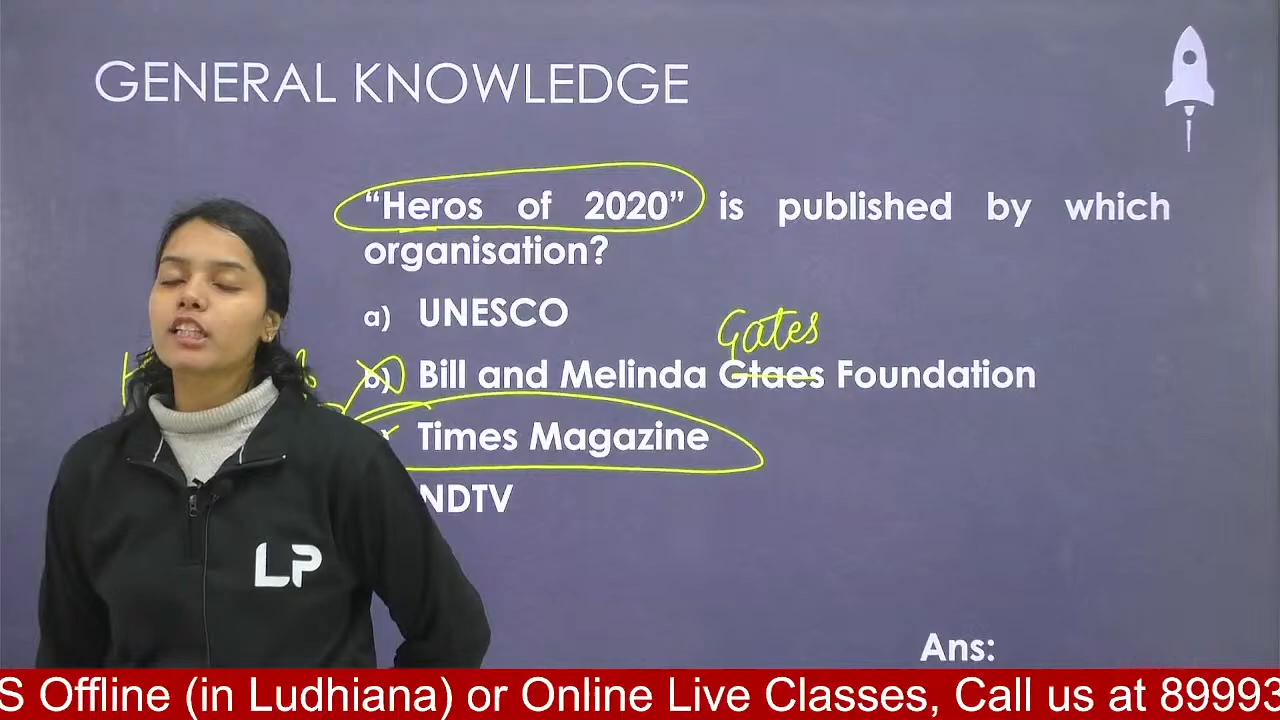 GENERAL KNOWLEDGE
“Heros of 2020” is published by which
organisation?
a) UNESCO
Gates
b) Bill and Melinda Gtaes Foundation
Times Magazine
NDTV
LP
Ans:
S Offline (in Ludhiana) or Online Live Classes, Call us at 89993